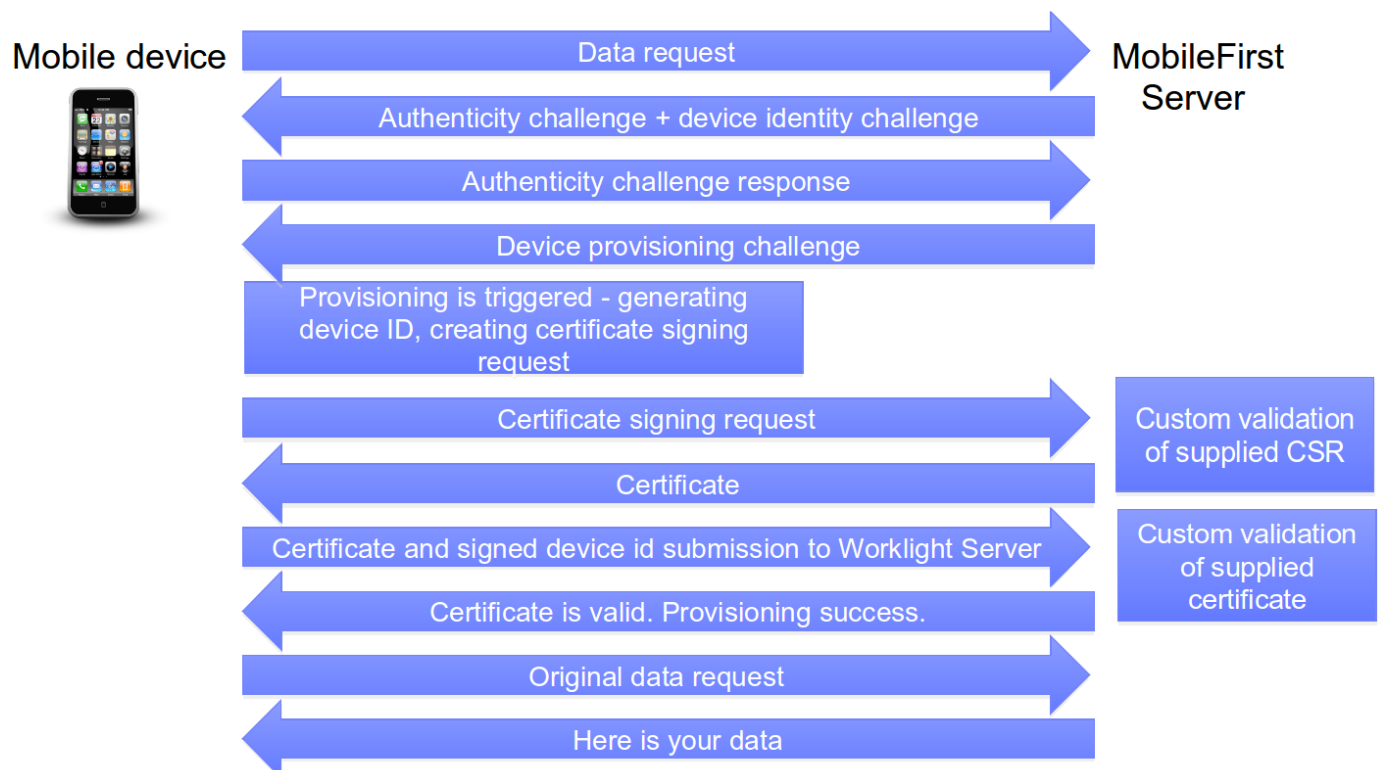 Mobile device
Data request
MobileFirst
Server
Authenticity challenge + device identity challenge
Authenticity challenge response
Device provisioning challenge
Provisioning is triggered - generating
device ID, creating certificate signing
request
Certificate signing request
Custom validation
of supplied CSR
Certificate
Certificate and signed device id submission to Worklight Server
Custom validation
of supplied
certificate
Certificate is valid. Provisioning success.
Original data request
Here is your data